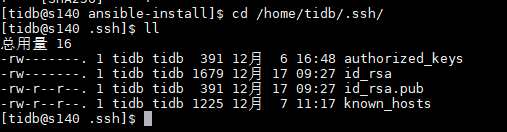 [tidb@s140 ansible-install]$ cd /home/tidb/.ssh/
[tidb@s140 .ssh]$ ll
总用量 16
-rw-------. 1 tidb tidb  391 12月  6 16:48 authorized_keys
-rw-------. 1 tidb tidb 1679 12月 17 09:27 id_rsa
-rw-r--r--. 1 tidb tidb  391 12月 17 09:27 id_rsa.pub
-rw-r--r--. 1 tidb tidb 1225 12月  7 11:17 known_hosts
[tidb@s140 .ssh]$